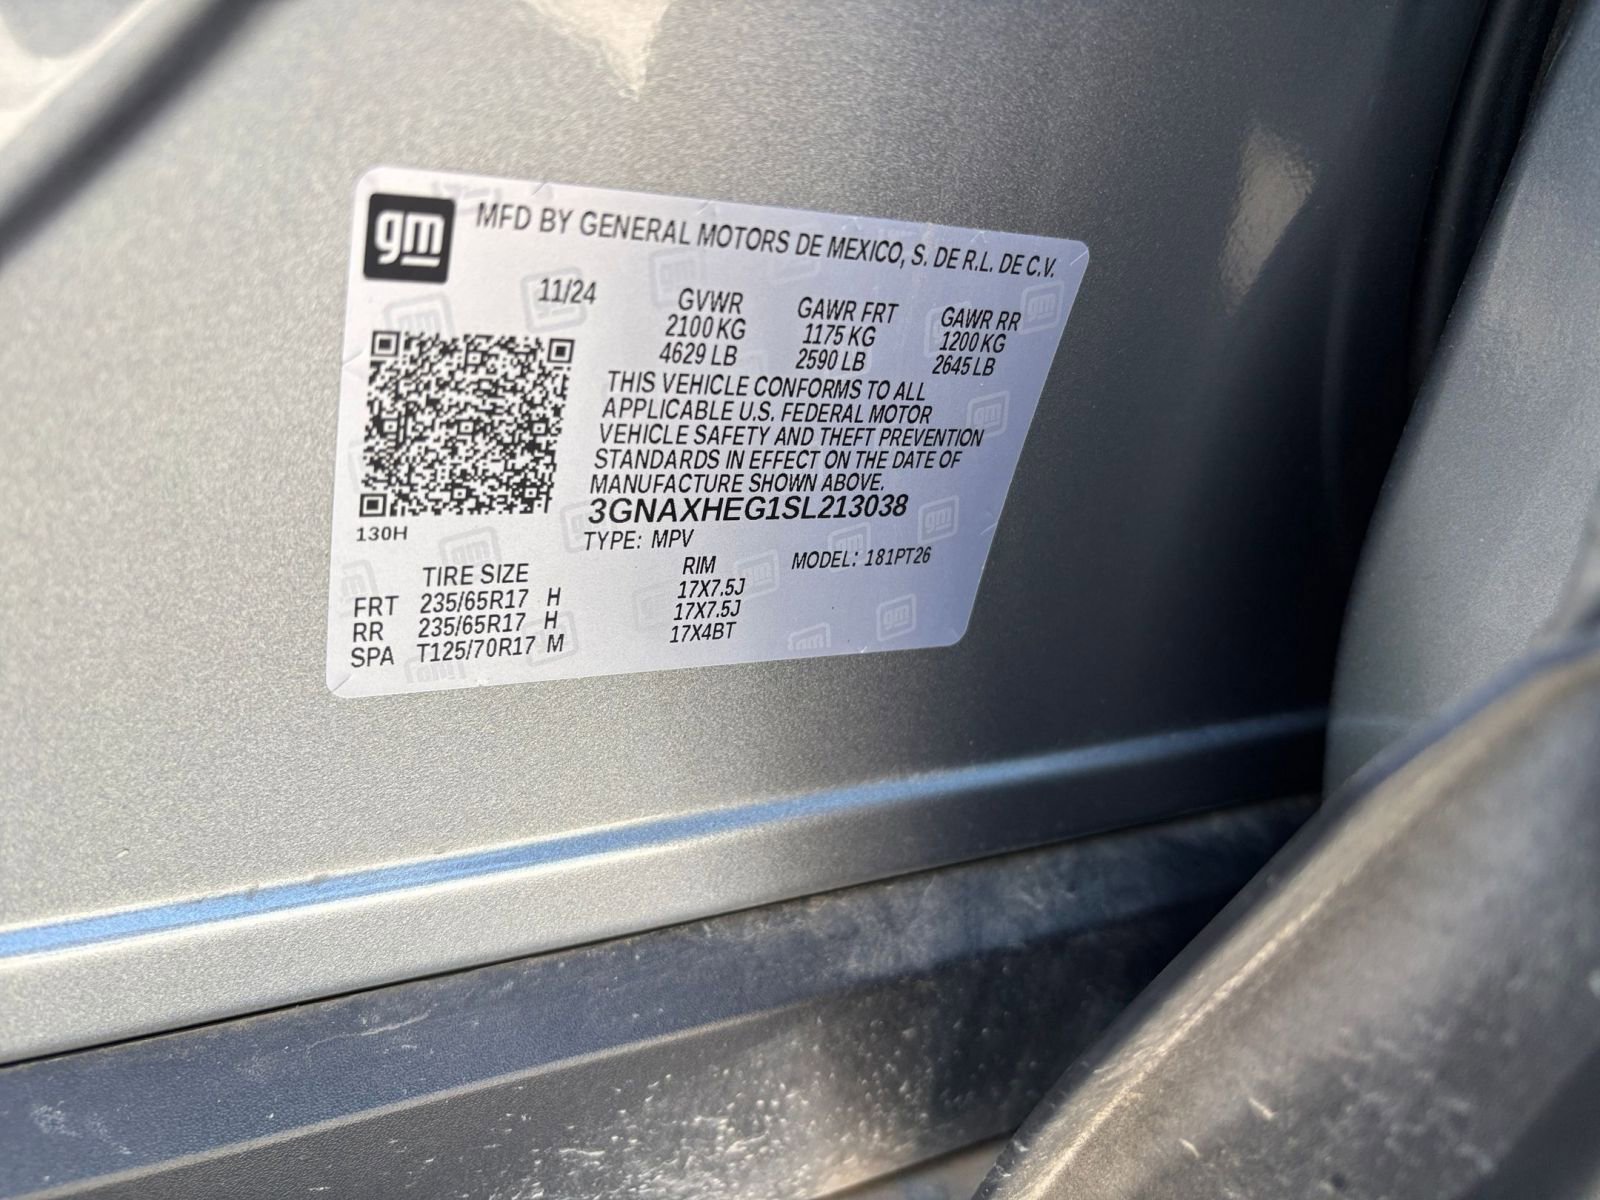 gm
MFD BY GENERAL MOTORS DE MEXICO, S. DE R.L. DE C.V.
11/24
GVWR GAWR FRT GAWR RR
2100 KG 1175 KG 1200 KG
4629 LB 2590 LB 2645 LB
THIS VEHICLE CONFORMS TO ALL
APPLICABLE U.S. FEDERAL MOTOR
VEHICLE SAFETY AND THEFT PREVENTION
STANDARDS IN EFFECT ON THE DATE OF
MANUFACTURE SHOWN ABOVE.
3GNAXHEG1SL213038
130H
TYPE: MPV MODEL: 181PT26
TIRE SIZE RIM
FRT 235/65R17 H 17X7.5J
RR 235/65R17 H 17X7.5J
SPA T125/70R17 M 17X4BT